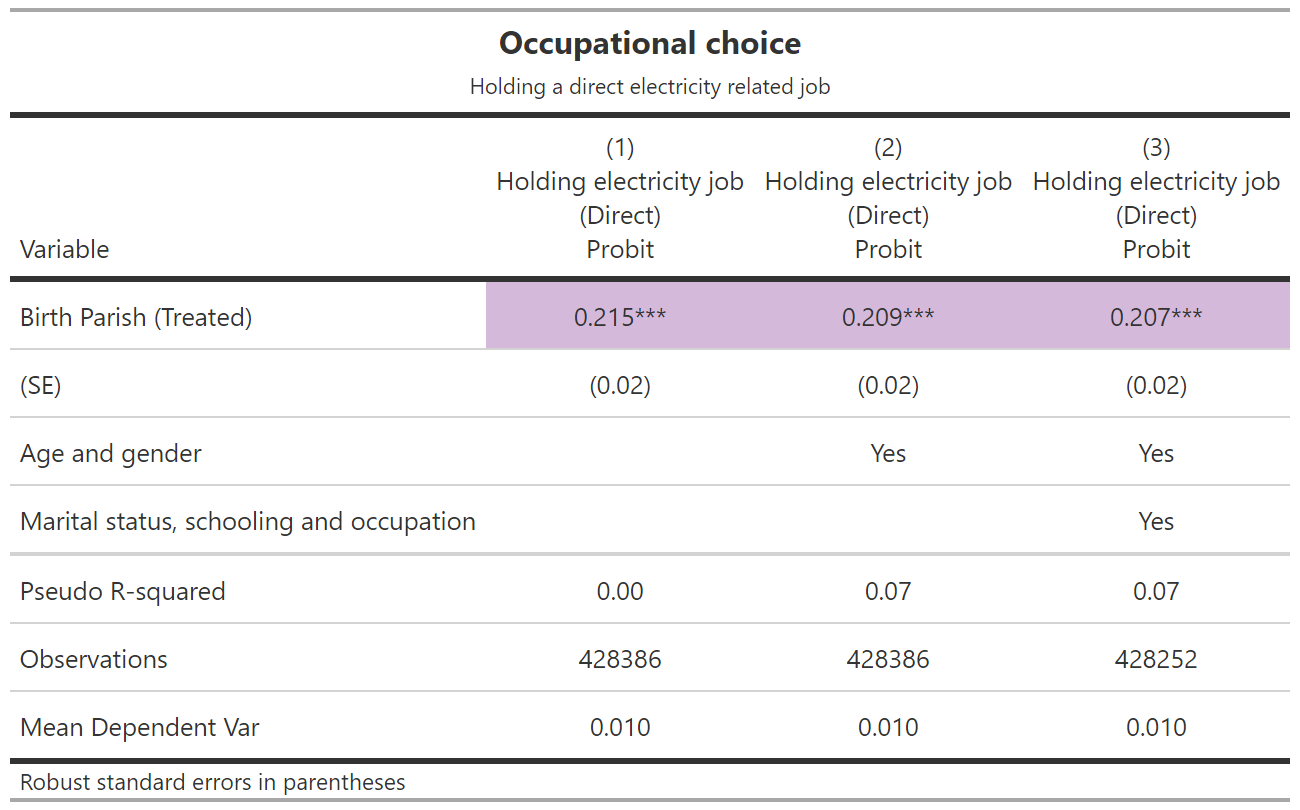 Occupational choice
Holding a direct electricity related job
(1) (2) (3)
Holding electricity job Holding electricity job Holding electricity job
(Direct) (Direct) (Direct)
Variable Probit Probit Probit
Birth Parish (Treated) 0.215*** 0.209*** 0.207***
(SE) (0.02) (0.02) (0.02)
Age and gender Yes Yes
Marital status, schooling and occupation Yes
Pseudo R-squared 0.00 0.07 0.07
Observations 428386 428386 428252
Mean Dependent Var 0.010 0.010 0.010
Robust standard errors in parentheses